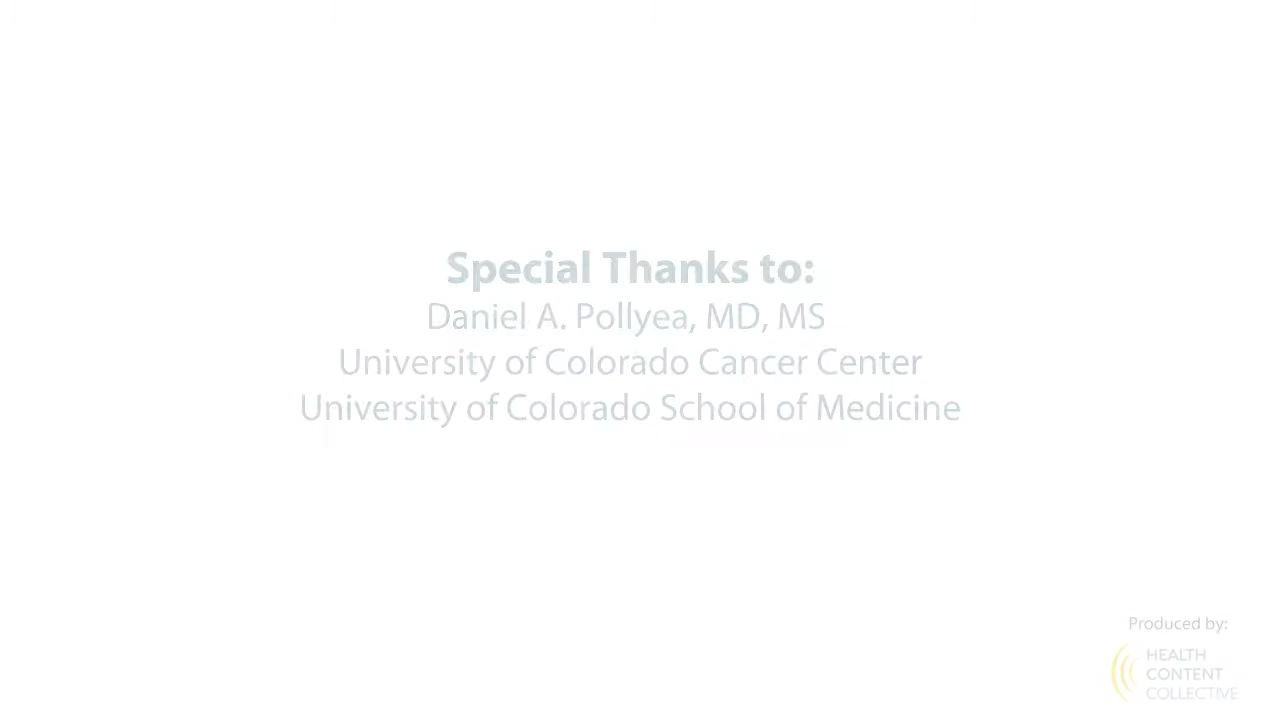 Special Thanks to:
Daniel A. Pollyea, MD, MS
University of Colorado Cancer Center
University of Colorado School of Medicine
Produced by:
HEALTH
CONTENT
COLLECTIVE